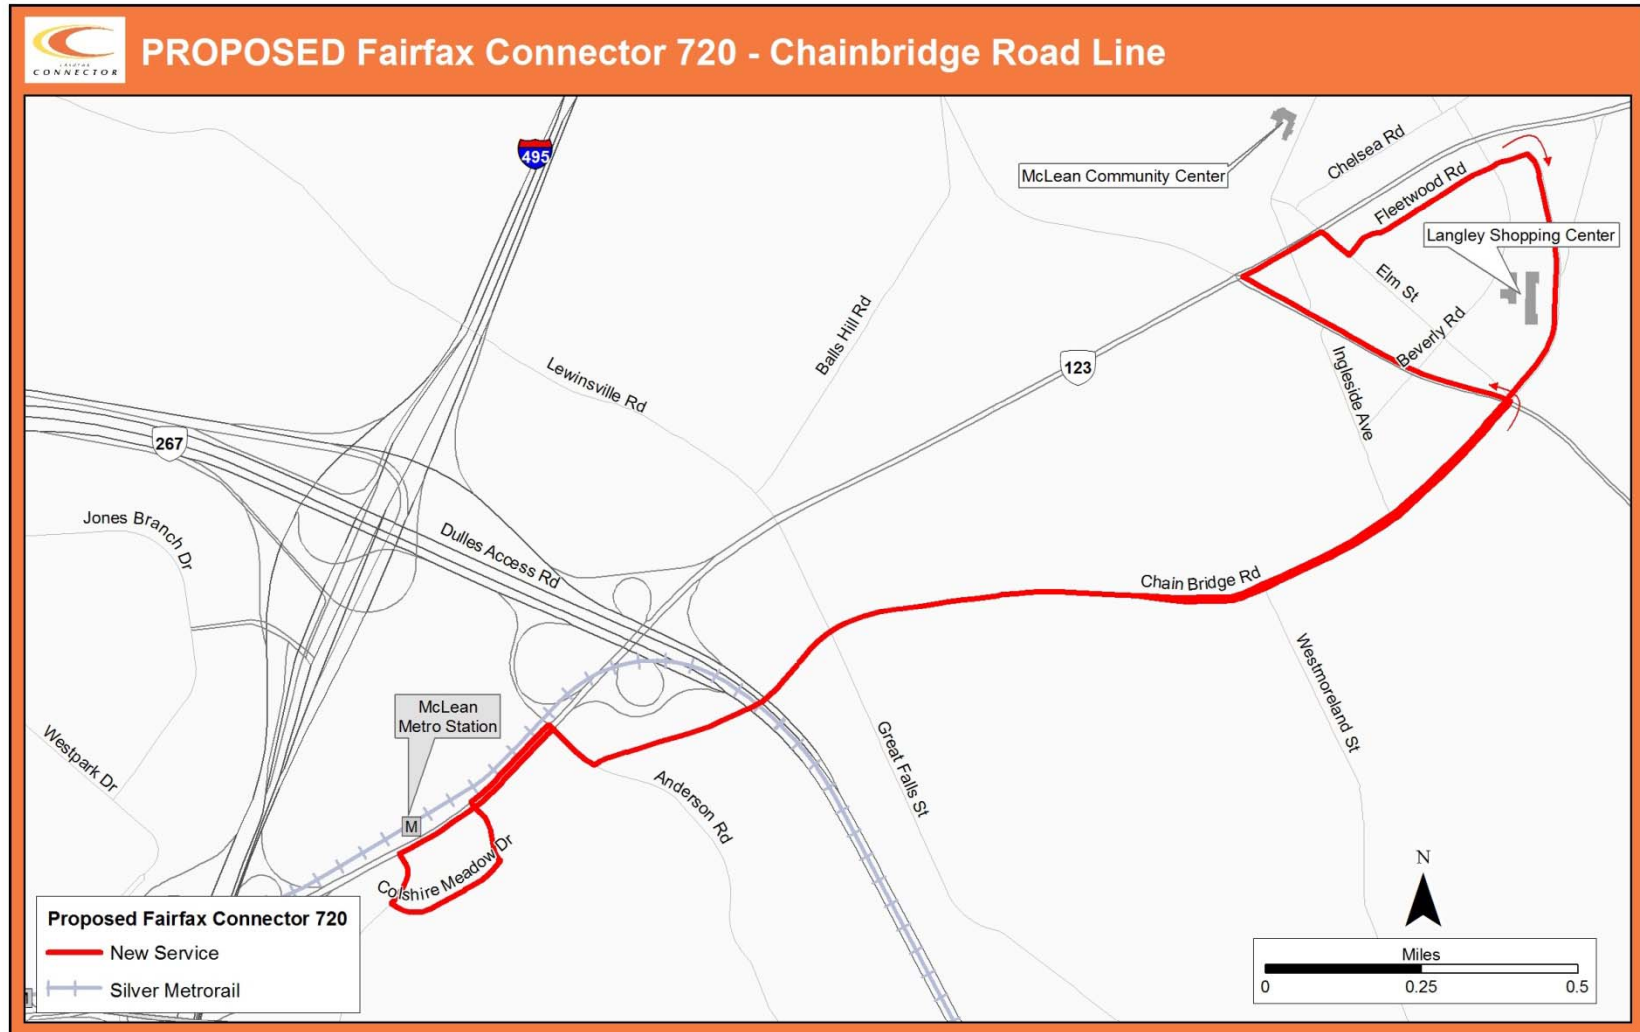 PROPOSED Fairfax Connector 720 - Chainbridge Road Line
CONNECTOR
495
McLean Community Center
Chelsea Rd
Fleetwood Rd
Langley Shopping Center
Elm St
Beverly Rd
Balls Hill Rd
Ingleside Ave
123
Lewinsville Rd
267
Jones Branch Dr
Dulles Access Rd
Chain Bridge Rd
Westmoreland St
McLean
Metro Station
Westpark Dr
Great Falls St
Anderson Rd
M
Colshire Meadow Dr
N
Proposed Fairfax Connector 720
New Service
Silver Metrorail
Miles
0
0.25
0.5